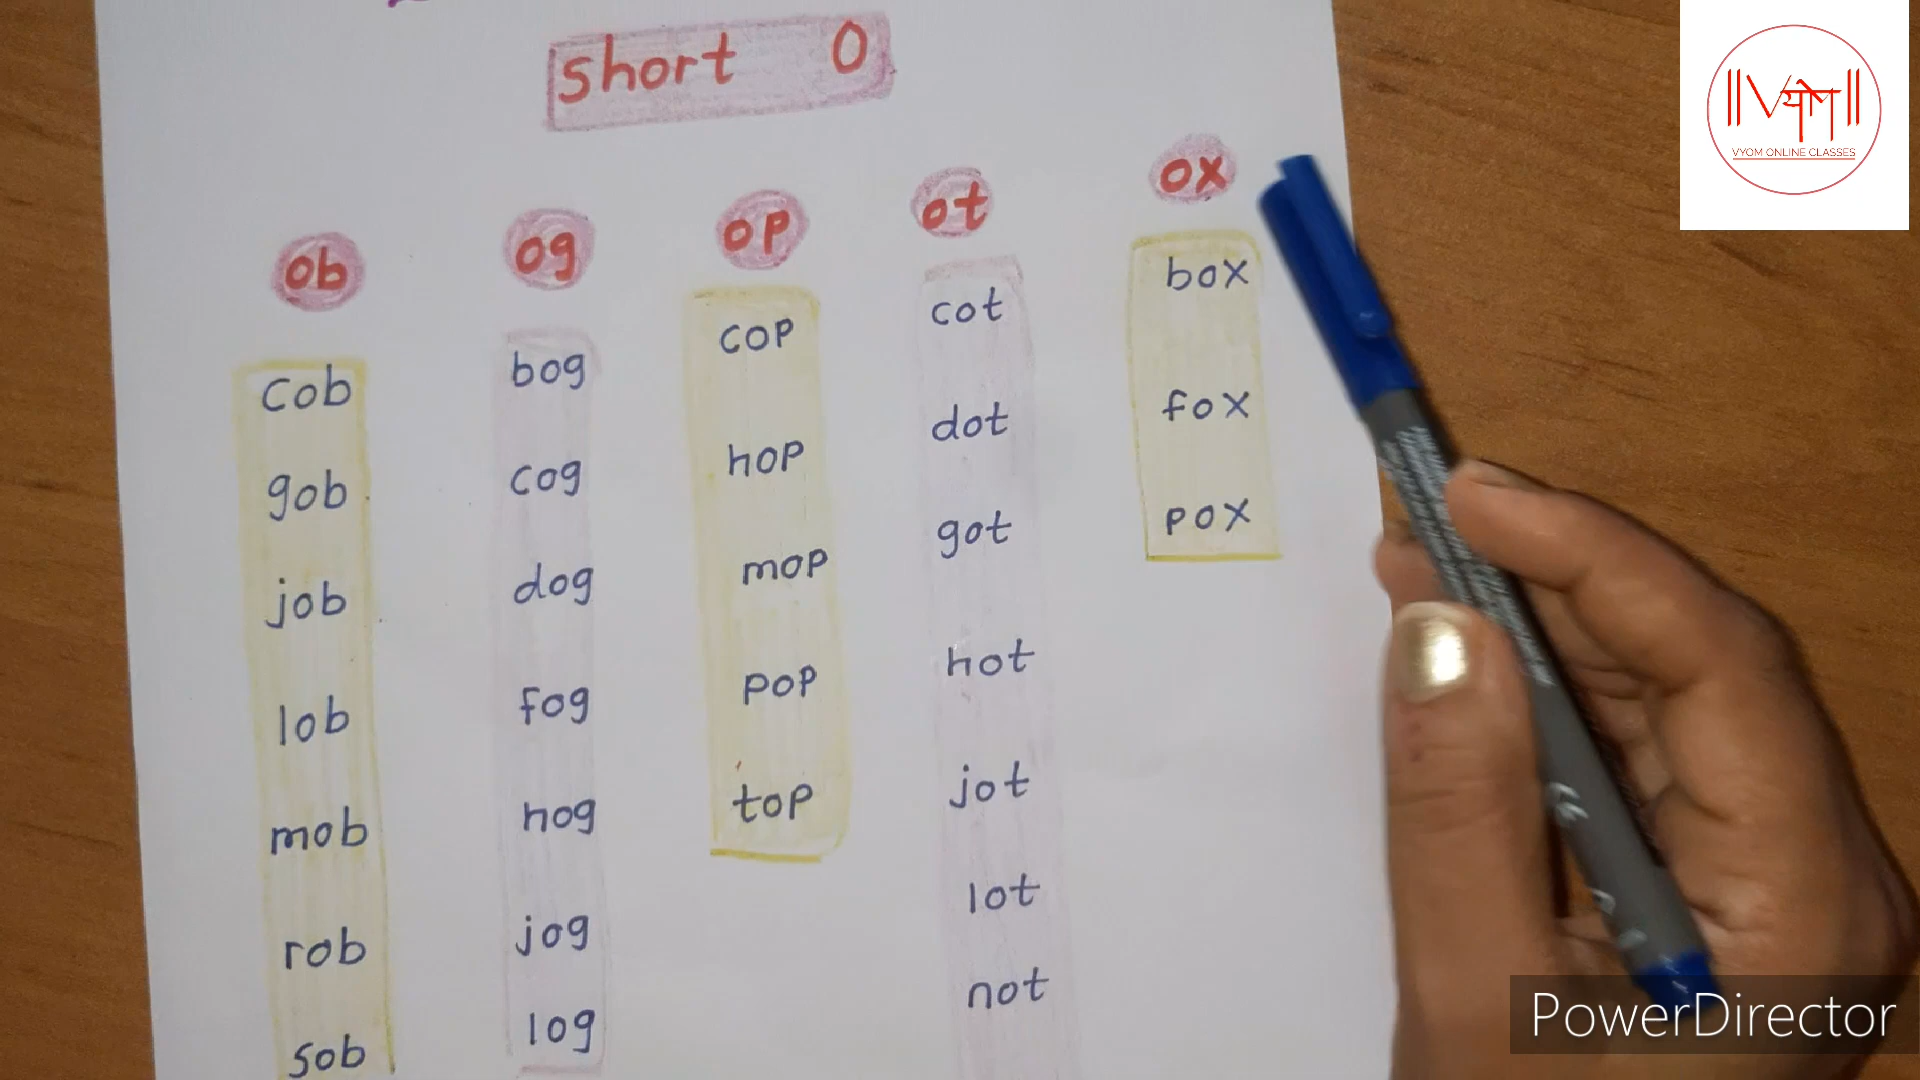 short O
ob
cob
gob
job
lob
mob
rob
sob
og
bog
cog
dog
fog
hog
jog
log
op
cop
hop
mop
pop
top
ot
cot
dot
got
hot
jot
lot
not
ox
box
fox
pox
||Vयोम||
VYOM ONLINE CLASSES
PowerDirector